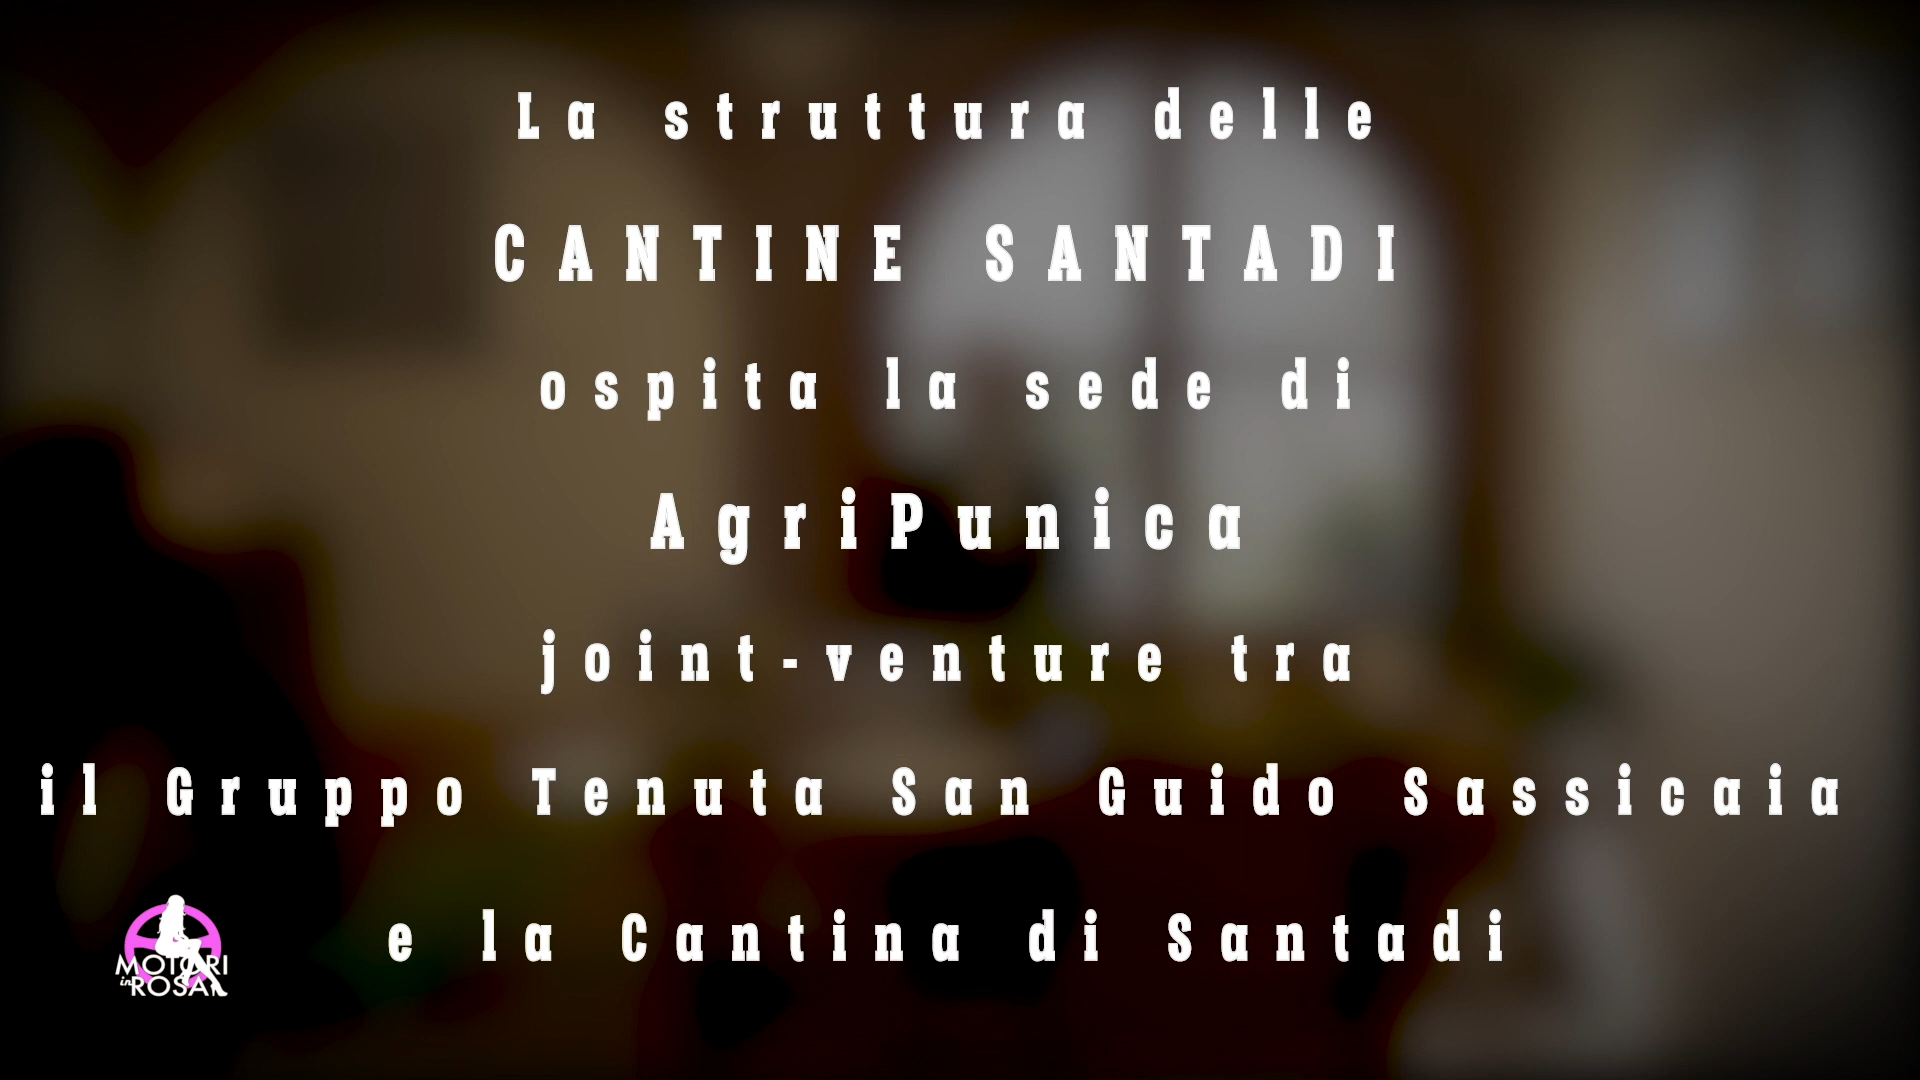 La struttura delle
CANTINE SANTADI
ospita la sede di
AgriPunica
joint-venture tra
il Gruppo Tenuta San Guido Sassicaia
e la Cantina di Santadi
MOTORI
in ROSA